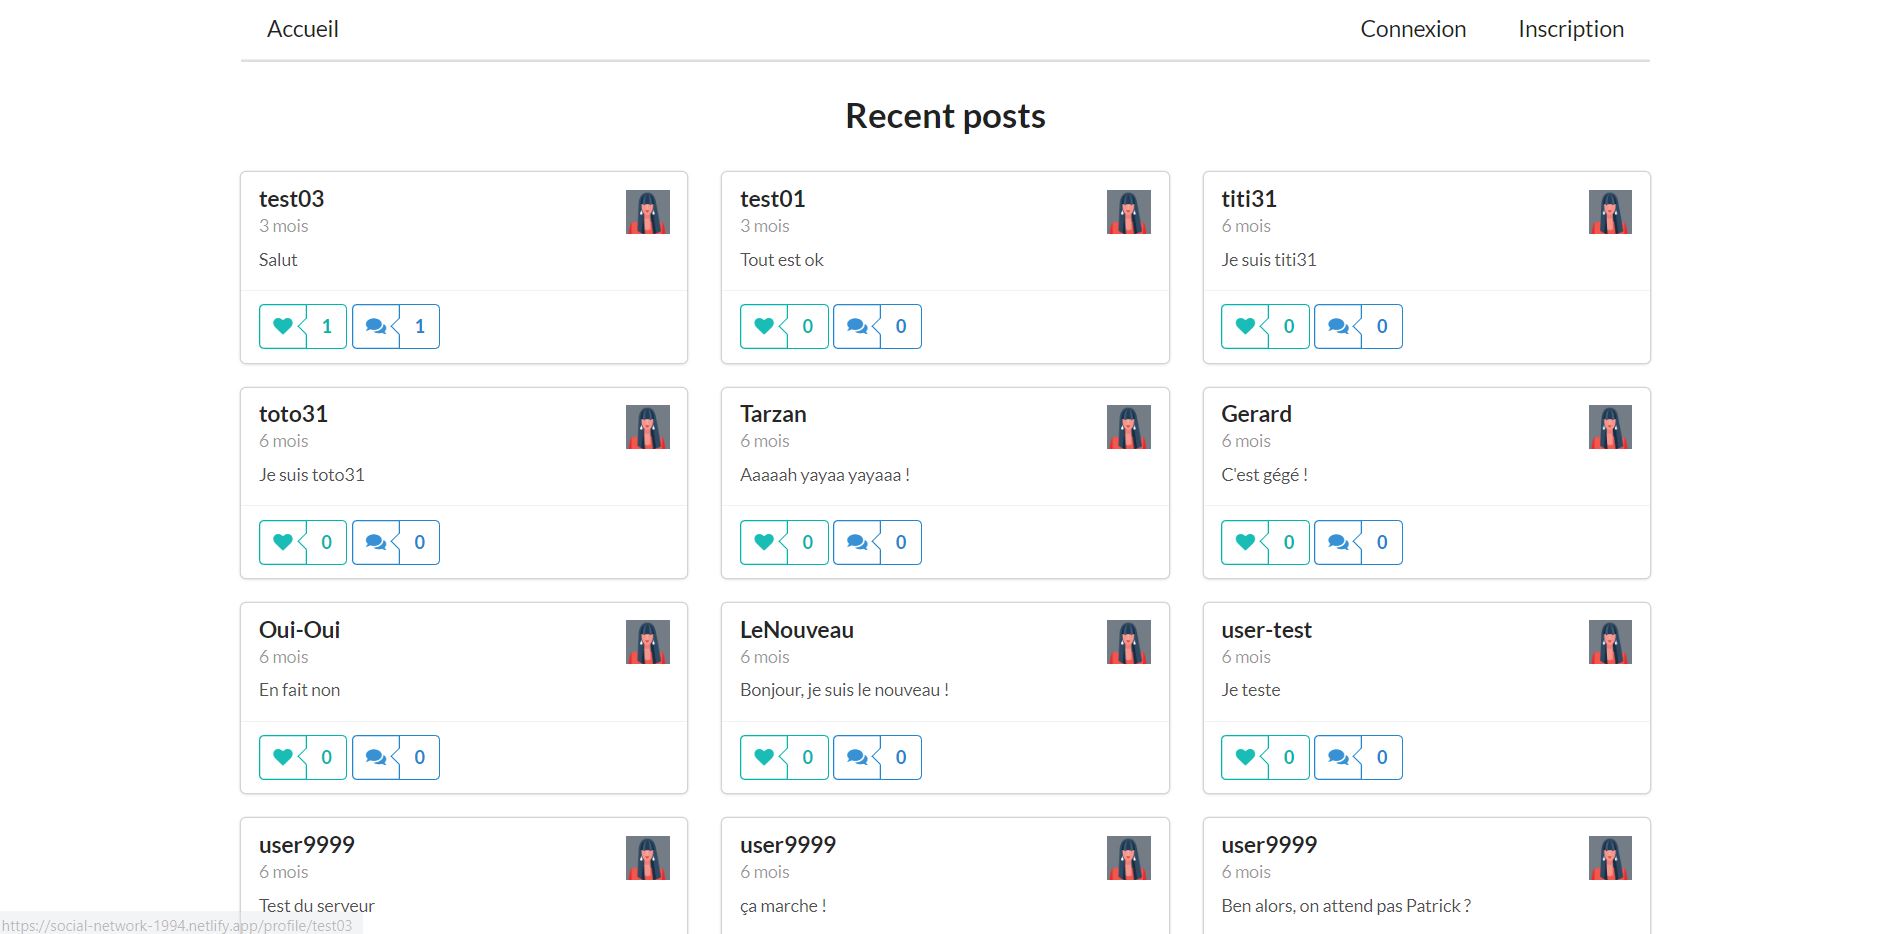 Accueil Connexion Inscription
Recent posts
test03
3 mois
Salut
1 1
test01
3 mois
Tout est ok
0 0
titi31
6 mois
Je suis titi31
0 0
toto31
6 mois
Je suis toto31
0 0
Tarzan
6 mois
Aaaaah yayaa yayaaa !
0 0
Gerard
6 mois
C'est gégé !
0 0
Oui-Oui
6 mois
En fait non
0 0
LeNouveau
6 mois
Bonjour, je suis le nouveau !
0 0
user-test
6 mois
Je teste
0 0
user9999
6 mois
Test du serveur
user9999
6 mois
ça marche !
user9999
6 mois
Ben alors, on attend pas Patrick ?
https://social-network-1994.netlify.app/profile/test03